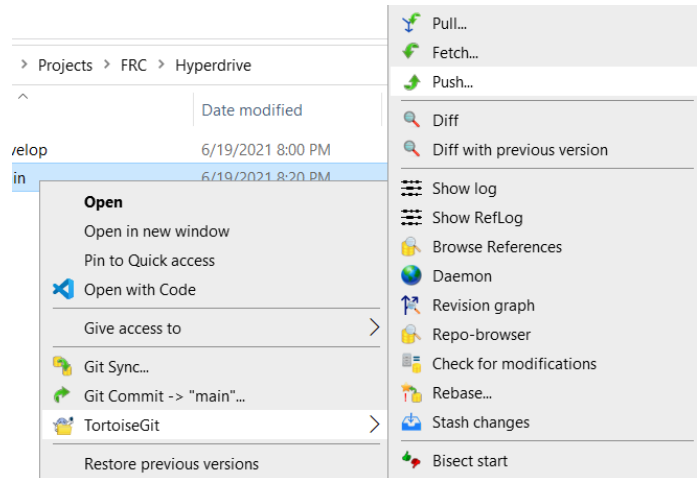 Projects > FRC > Hyperdrive
Date modified
velop 6/19/2021 8:00 PM
in 6/19/2021 8:20 PM
Open
Open in new window
Pin to Quick access
Open with Code
Give access to
Git Sync...
Git Commit -> "main"...
TortoiseGit
Restore previous versions
Pull...
Fetch...
Push...
Diff
Diff with previous version
Show log
Show RefLog
Browse References
Daemon
Revision graph
Repo-browser
Check for modifications
Rebase...
Stash changes
Bisect start